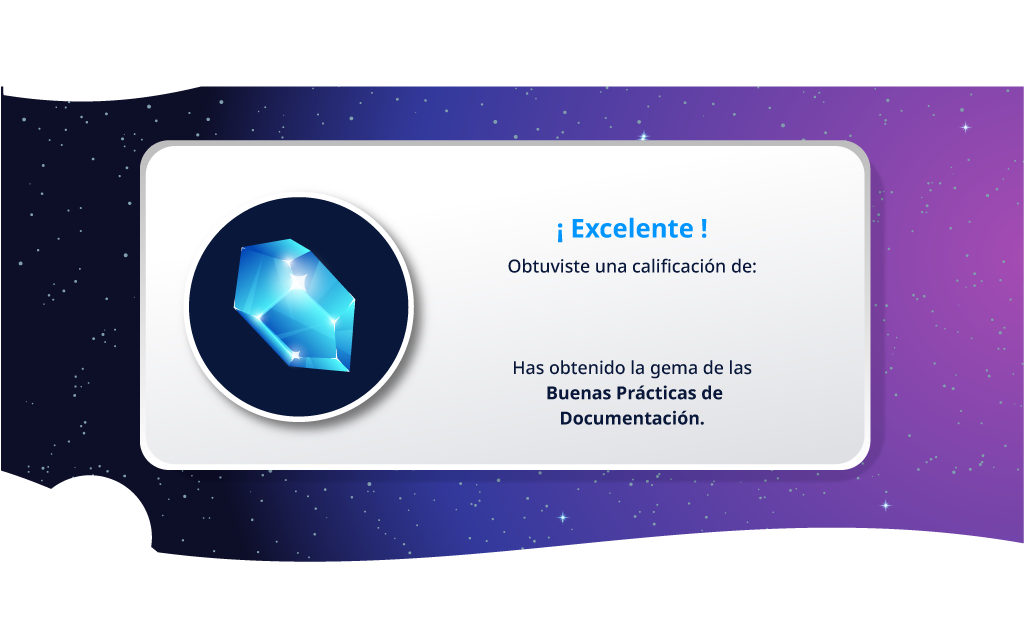 ¡ Excelente !
Obtuviste una calificación de:
Has obtenido la gema de las
Buenas Prácticas de
Documentación.